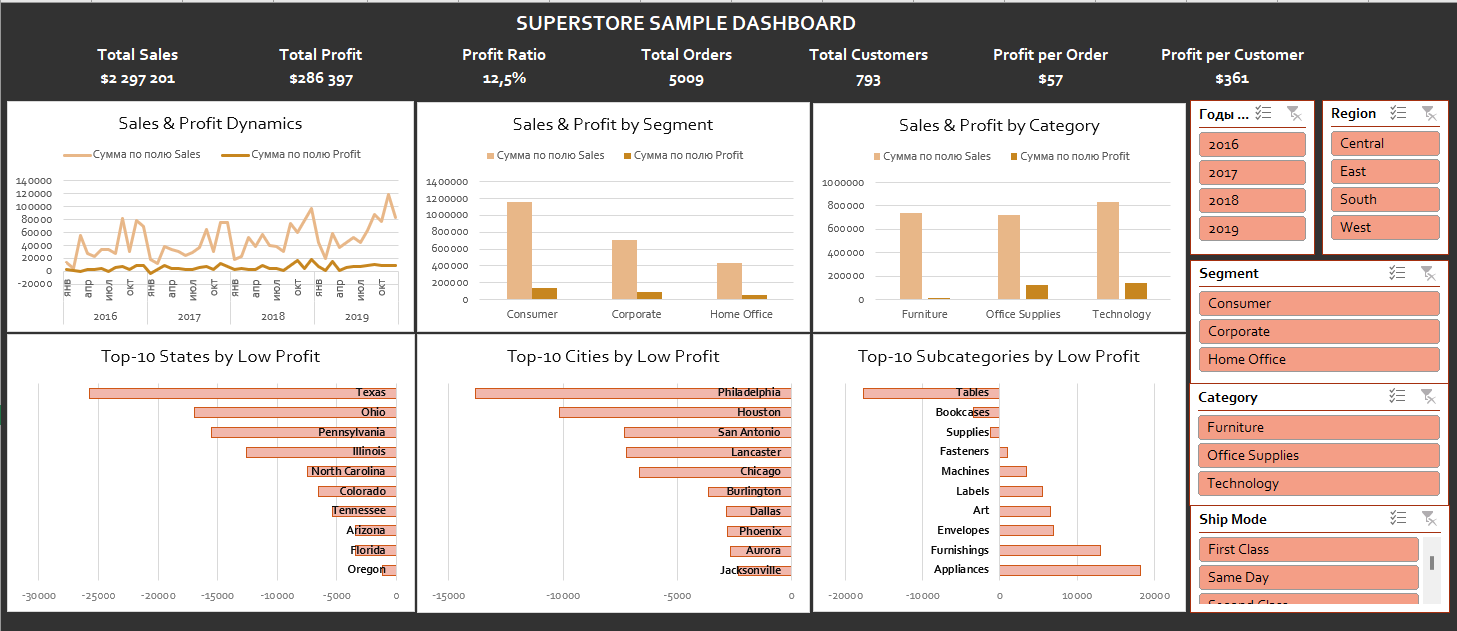 SUPERSTORE SAMPLE DASHBOARD
Total Sales
$2 297 201
Total Profit
$286 397
Profit Ratio
12,5%
Total Orders
5009
Total Customers
793
Profit per Order
$57
Profit per Customer
$361
Sales & Profit Dynamics
Сумма по полю Sales
Сумма по полю Profit
140000
120000
100000
80000
60000
40000
20000
0
-20000
янв
апр
июл
окт
янв
апр
июл
окт
янв
апр
июл
окт
янв
апр
июл
окт
2016
2017
2018
2019
Sales & Profit by Segment
Сумма по полю Sales
Сумма по полю Profit
1400000
1200000
1000000
800000
600000
400000
200000
0
Consumer
Corporate
Home Office
Sales & Profit by Category
Сумма по полю Sales
Сумма по полю Profit
1000000
800000
600000
400000
200000
0
Furniture
Office Supplies
Technology
Годы ...
2016
2017
2018
2019
Region
Central
East
South
West
Top-10 States by Low Profit
Texas
Ohio
Pennsylvania
Illinois
North Carolina
Colorado
Tennessee
Arizona
Florida
Oregon
-30000
-25000
-20000
-15000
-10000
-5000
0
Top-10 Cities by Low Profit
Philadelphia
Houston
San Antonio
Lancaster
Chicago
Burlington
Dallas
Phoenix
Aurora
Jacksonville
-15000
-10000
-5000
0
Top-10 Subcategories by Low Profit
Tables
Bookcases
Supplies
Fasteners
Machines
Labels
Art
Envelopes
Furnishings
Appliances
-20000
-10000
0
10000
20000
Segment
Consumer
Corporate
Home Office
Category
Furniture
Office Supplies
Technology
Ship Mode
First Class
Same Day
Second Class